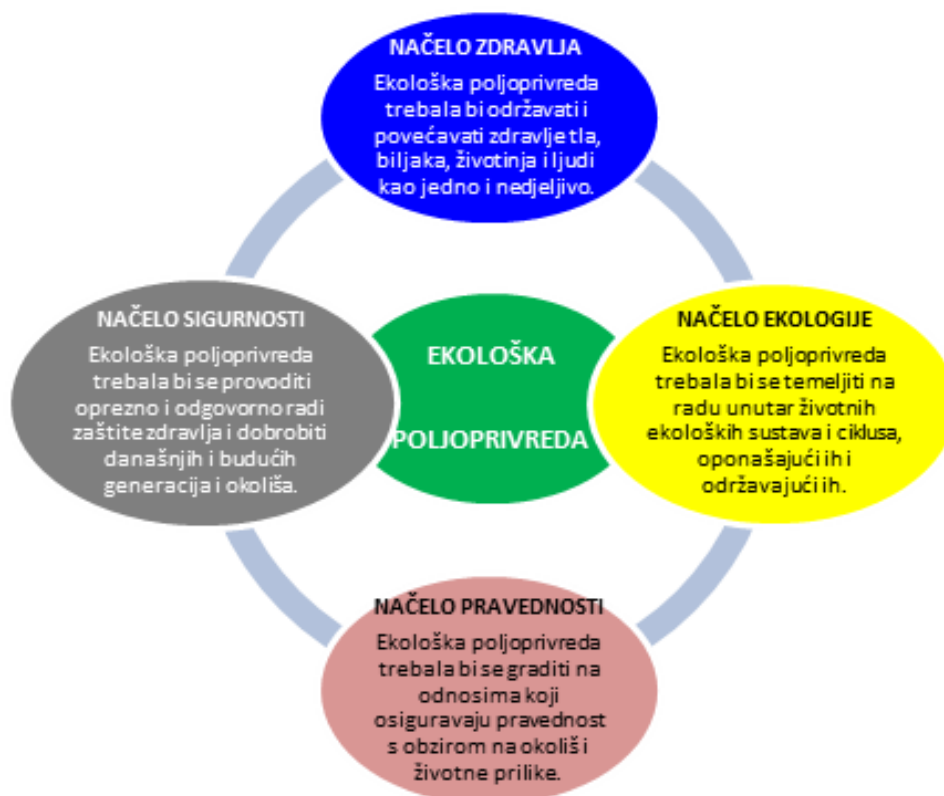 NAČELO ZDRAVLJA
Ekološka poljoprivreda
trebala bi održavati i
povećavati zdravlje tla,
biljaka, životinja i ljudi
kao jedno i nedjeljivo.
NAČELO SIGURNOSTI
Ekološka poljoprivreda
trebala bi se provoditi
oprezno i odgovorno radi
zaštite zdravlja i dobrobiti
današnjih i budućih
generacija i okoliša.
EKOLOŠKA
POLJOPRIVREDA
NAČELO EKOLOGIJE
Ekološka poljoprivreda
trebala bi se temeljiti na
radu unutar životnih
ekoloških sustava i ciklusa,
oponašajući ih i
održavajući ih.
NAČELO PRAVEDNOSTI
Ekološka poljoprivreda
trebala bi se graditi na
odnosima koji
osiguravaju pravednost
s obzirom na okoliš i
životne prilike.